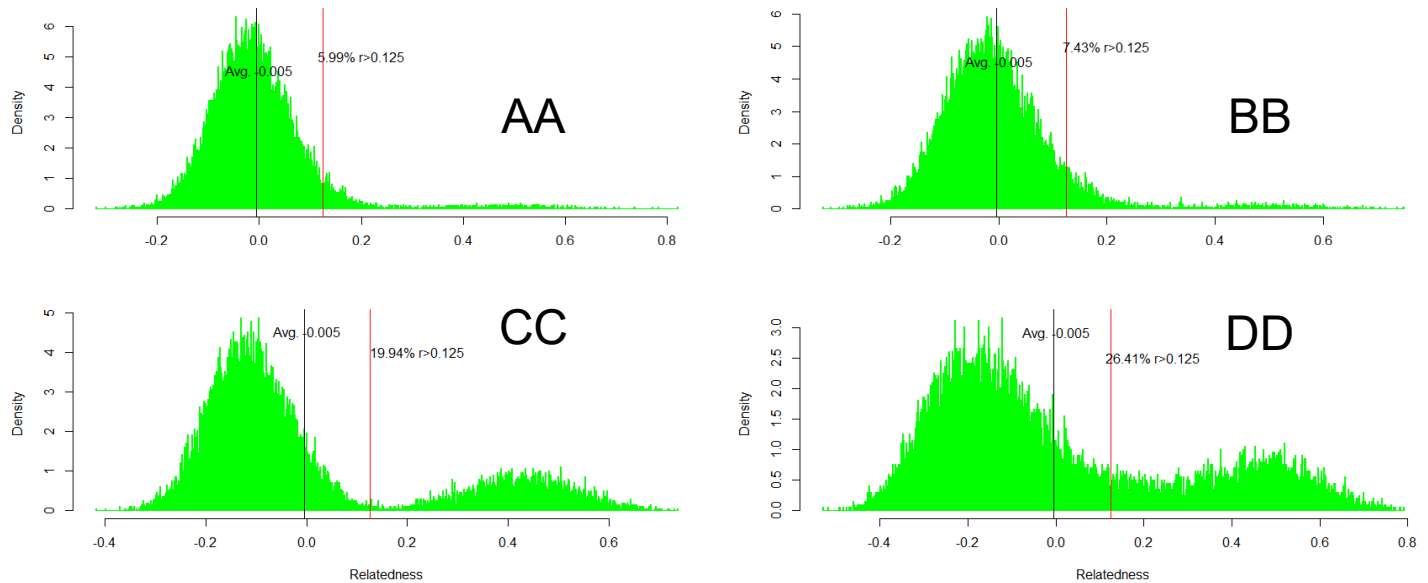 6
5
4
3
2
1
0
Density
Avg. -0.005
5.99% r>0.125
AA
-0.2
0.0
0.2
0.4
0.6
0.8
6
5
4
3
2
1
0
Density
Avg. -0.005
7.43% r>0.125
BB
-0.2
0.0
0.2
0.4
0.6
5
4
3
2
1
0
Density
Avg. -0.005
19.94% r>0.125
CC
-0.4
-0.2
0.0
0.2
0.4
0.6
Relatedness
3.0
2.5
2.0
1.5
1.0
0.5
0.0
Density
Avg. -0.005
26.41% r>0.125
DD
-0.4
-0.2
0.0
0.2
0.4
0.6
0.8
Relatedness